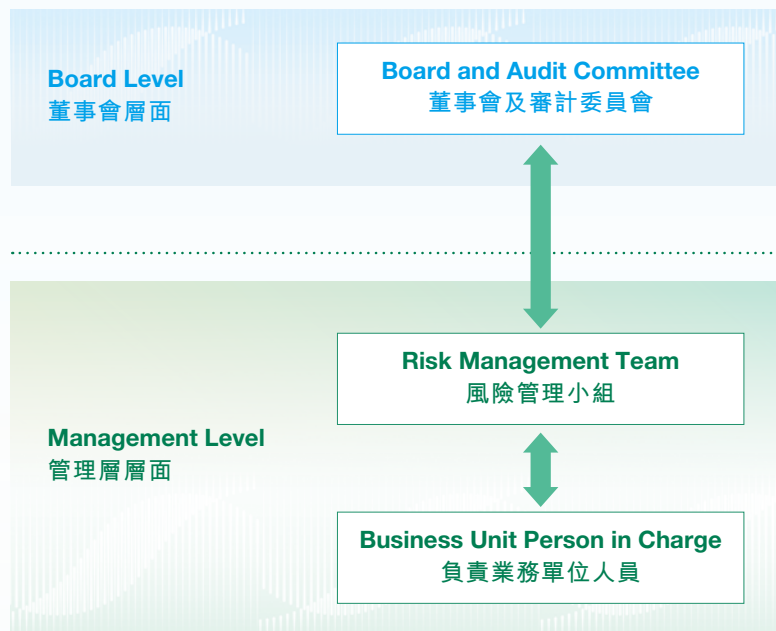 Board Level
董事會層面
Board and Audit Committee
董事會及審計委員會
Risk Management Team
風險管理小組
Management Level
管理層層面
Business Unit Person in Charge
負責業務單位人員